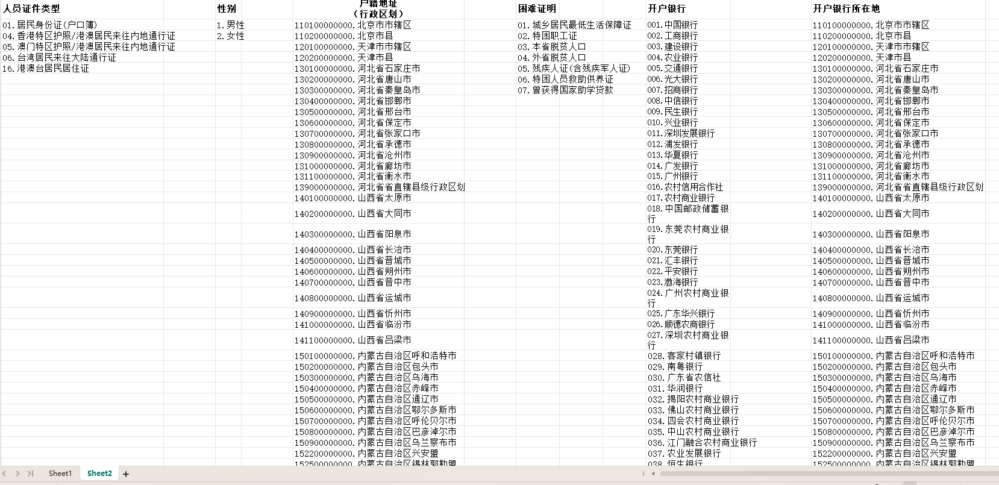 人员证件类型 性别 户籍地址 困难证明 开户银行 开户银行所在地
（行政区划）
01.居民身份证(户口簿) 1.男性 110100000000.北京市市辖区 01.城乡居民最低生活保障证 001.中国银行 110100000000.北京市市辖区
04.香港特区护照/港澳居民来往内地通行证 2.女性 110200000000.北京市县 02.特困职工证 002.工商银行 110200000000.北京市县
05.澳门特区护照/港澳居民来往内地通行证 120100000000.天津市市辖区 03.本省脱贫人口 003.建设银行 120100000000.天津市市辖区
06.台湾居民来往大陆通行证 120200000000.天津市县 04.外省脱贫人口 004.农业银行 120200000000.天津市县
16.港澳台居民居住证 130100000000.河北省石家庄市 05.残疾人证(含残疾军人证) 005.交通银行 130100000000.河北省石家庄市
130200000000.河北省唐山市 06.特困人员救助供养证 006.光大银行 130200000000.河北省唐山市
130300000000.河北省秦皇岛市 07.曾获得国家助学贷款 007.招商银行 130300000000.河北省秦皇岛市
130400000000.河北省邯郸市 008.中信银行 130400000000.河北省邯郸市
130500000000.河北省邢台市 009.民生银行 130500000000.河北省邢台市
130600000000.河北省保定市 010.兴业银行 130600000000.河北省保定市
130700000000.河北省张家口市 011.深圳发展银行 130700000000.河北省张家口市
130800000000.河北省承德市 012.浦发银行 130800000000.河北省承德市
130900000000.河北省沧州市 013.华夏银行 130900000000.河北省沧州市
131000000000.河北省廊坊市 014.广发银行 131000000000.河北省廊坊市
131100000000.河北省衡水市 015.广州银行 131100000000.河北省衡水市
139000000000.河北省省直辖县级行政区划 016.农村信用合作社 139000000000.河北省省直辖县级行政区划
140100000000.山西省太原市 017.农村商业银行 140100000000.山西省太原市
140200000000.山西省大同市 018.中国邮政储蓄银 140200000000.山西省大同市
行
140300000000.山西省阳泉市 019.东莞农村商业银 140300000000.山西省阳泉市
行
140400000000.山西省长治市 020.东莞银行 140400000000.山西省长治市
140500000000.山西省晋城市 021.汇丰银行 140500000000.山西省晋城市
140600000000.山西省朔州市 022.平安银行 140600000000.山西省朔州市
140700000000.山西省晋中市 023.渤海银行 140700000000.山西省晋中市
140800000000.山西省运城市 024.广州农村商业银 140800000000.山西省运城市
行
140900000000.山西省忻州市 025.广东华兴银行 140900000000.山西省忻州市
141000000000.山西省临汾市 026.顺德农商银行 141000000000.山西省临汾市
141100000000.山西省吕梁市 027.深圳农村商业银 141100000000.山西省吕梁市
行
150100000000.内蒙古自治区呼和浩特市 028.客家村镇银行 150100000000.内蒙古自治区呼和浩特市
150200000000.内蒙古自治区包头市 029.南粤银行 150200000000.内蒙古自治区包头市
150300000000.内蒙古自治区乌海市 030.广东省农信社 150300000000.内蒙古自治区乌海市
150400000000.内蒙古自治区赤峰市 031.华润银行 150400000000.内蒙古自治区赤峰市
150500000000.内蒙古自治区通辽市 032.揭阳农村商业银行 150500000000.内蒙古自治区通辽市
150600000000.内蒙古自治区鄂尔多斯市 033.佛山农村商业银行 150600000000.内蒙古自治区鄂尔多斯市
150700000000.内蒙古自治区呼伦贝尔市 034.四会农村商业银行 150700000000.内蒙古自治区呼伦贝尔市
150800000000.内蒙古自治区巴彦淖尔市 035.中山农村商业银行 150800000000.内蒙古自治区巴彦淖尔市
150900000000.内蒙古自治区乌兰察布市 036.江门融合农村商业银行 150900000000.内蒙古自治区乌兰察布市
152200000000.内蒙古自治区兴安盟 037.农业发展银行 152200000000.内蒙古自治区兴安盟
152500000000.内蒙古自治区锡林郭勒盟 038.恒生银行 152500000000.内蒙古自治区锡林郭勒盟
Sheet1 Sheet2 +